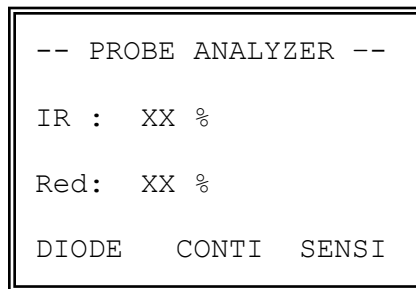 -- PROBE ANALYZER --
IR : XX %
Red: XX %
DIODE CONTI SENSI